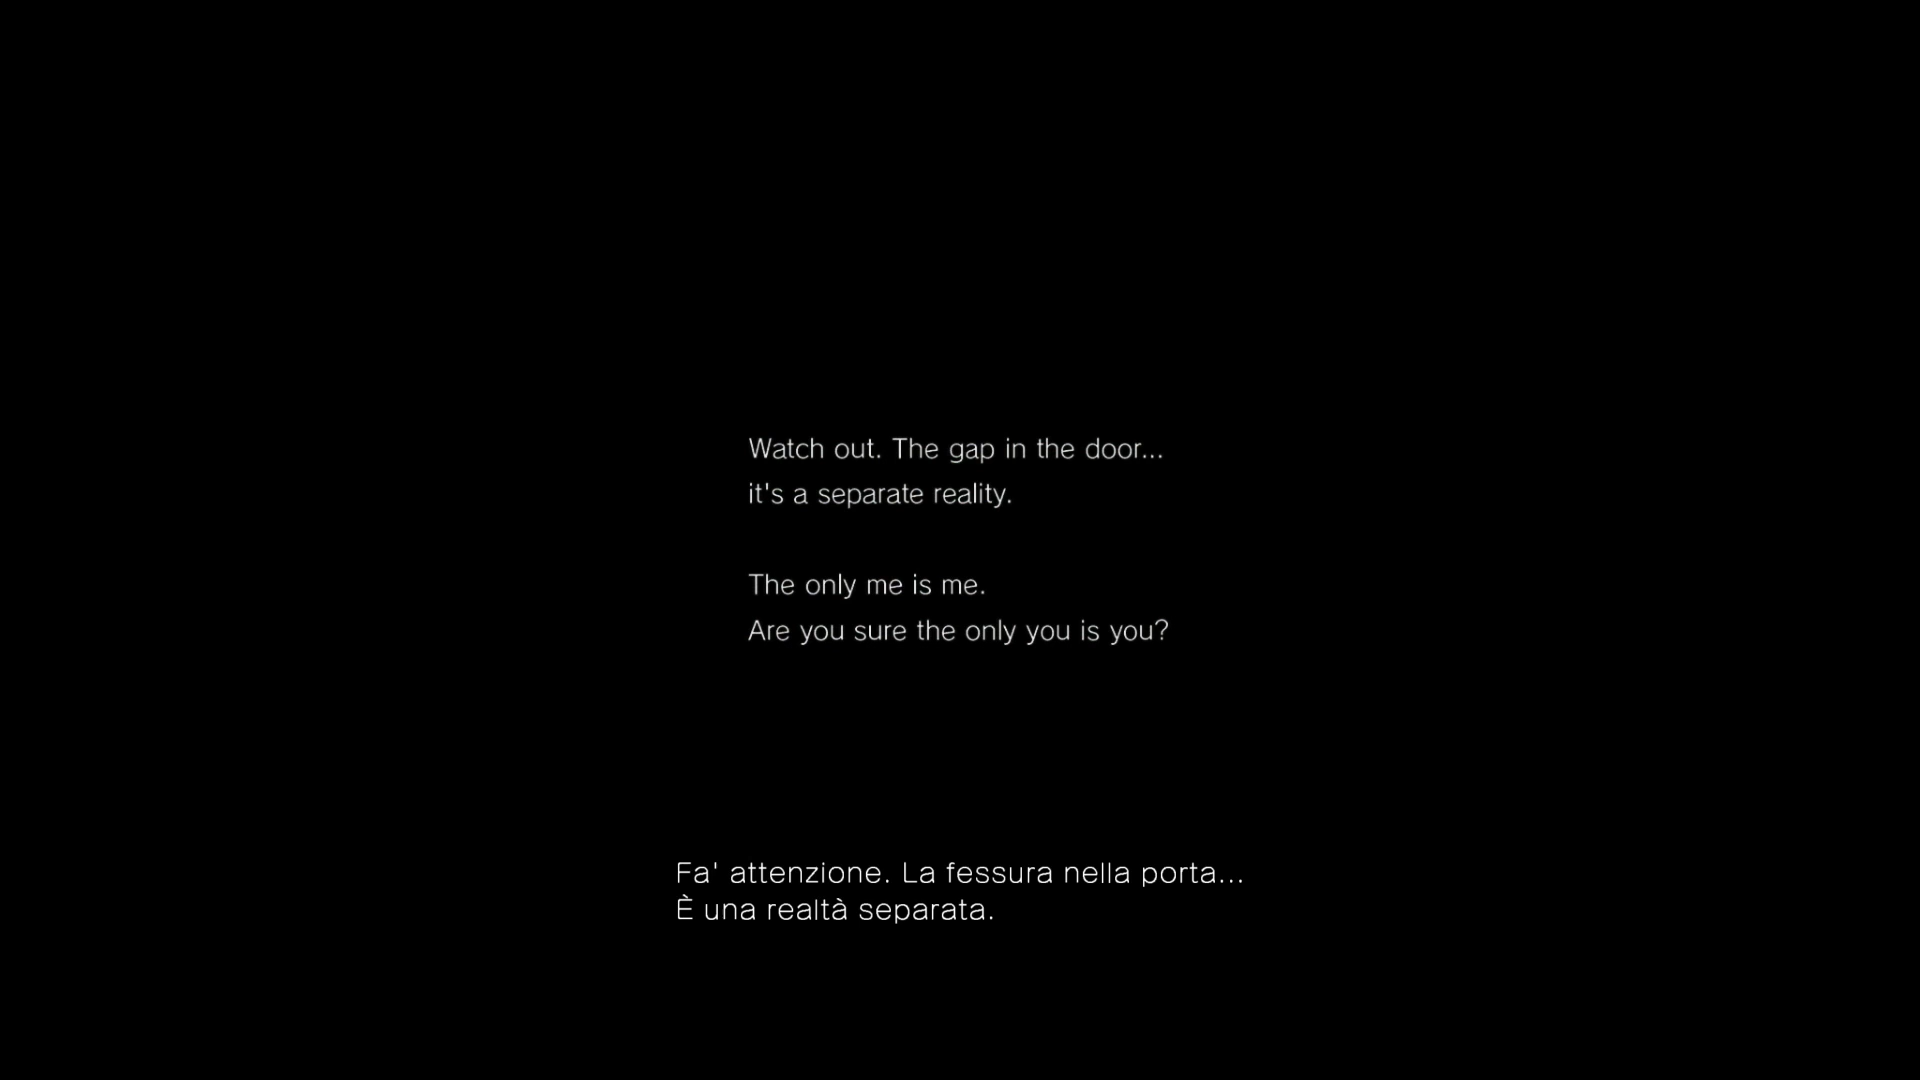 Watch out. The gap in the door...
it's a separate reality.
The only me is me.
Are you sure the only you is you?
Fa' attenzione. La fessura nella porta...
È una realtà separata.